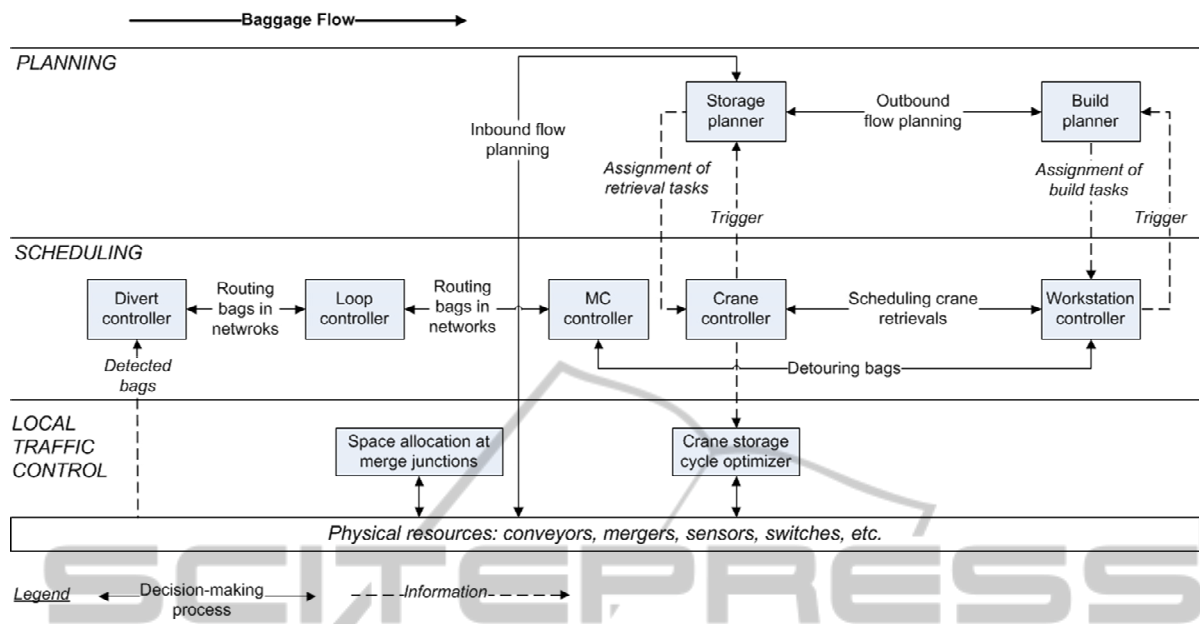 Baggage Flow
PLANNING
Storage
planner
Outbound
flow planning
Build
planner
Inbound flow
planning
Assignment of
retrieval tasks
Assignment of
build tasks
Trigger
Trigger
SCHEDULING
Divert
controller
Routing
bags in
netwroks
Loop
controller
Routing
bags in
networks
MC
controller
Crane
controller
Scheduling crane
retrievals
Workstation
controller
Detected
bags
Detouring bags
LOCAL
TRAFFIC
CONTROL
Space allocation at
merge junctions
Crane storage
cycle optimizer
Physical resources: conveyors, mergers, sensors, switches, etc.
SCITEPRESS
Legend
Decision-making
process
Information